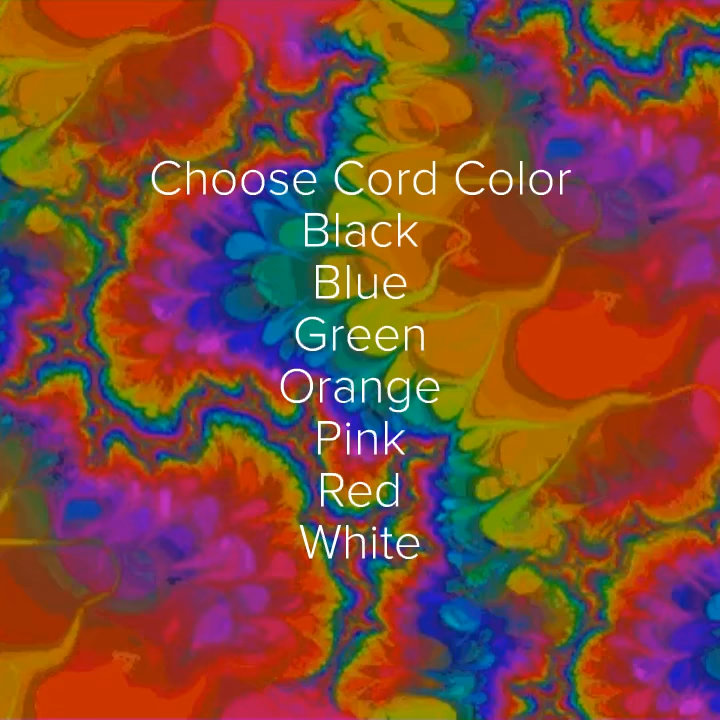 Choose Cord Color
Black
Blue
Green
Orange
Pink
Red
White